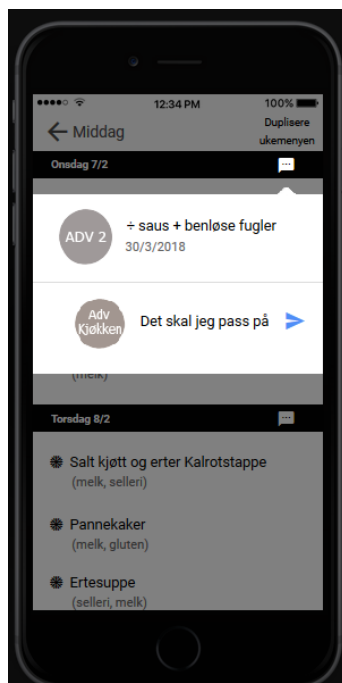 12:34 PM 100%
Middag Duplisere
ukemenyen
Onsdag 7/2
ADV 2 ÷ saus + benløse fugler
30/3/2018
Adv
Kjøkken Det skal jeg pass på
(melk)
Torsdag 8/2
Salt kjøtt og erter Kalrotstappe
(melk, selleri)
Pannekaker
(melk, gluten)
Ertesuppe
(selleri, melk)